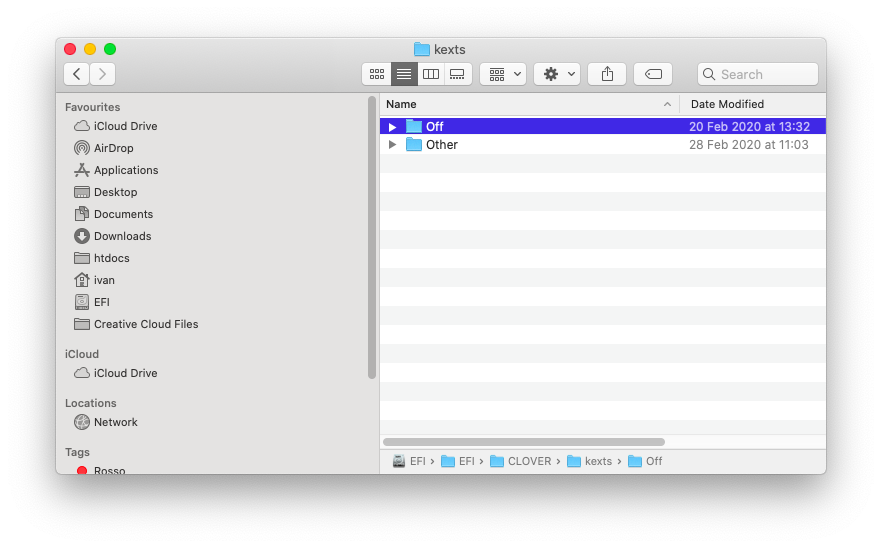 kexts
Search
Favourites
iCloud Drive
AirDrop
Applications
Desktop
Documents
Downloads
htdocs
ivan
EFI
Creative Cloud Files
iCloud
iCloud Drive
Locations
Network
Tags
Rosso
Name Date Modified
Off 20 Feb 2020 at 13:32
Other 28 Feb 2020 at 11:03
EFI › EFI › CLOVER › kexts › Off